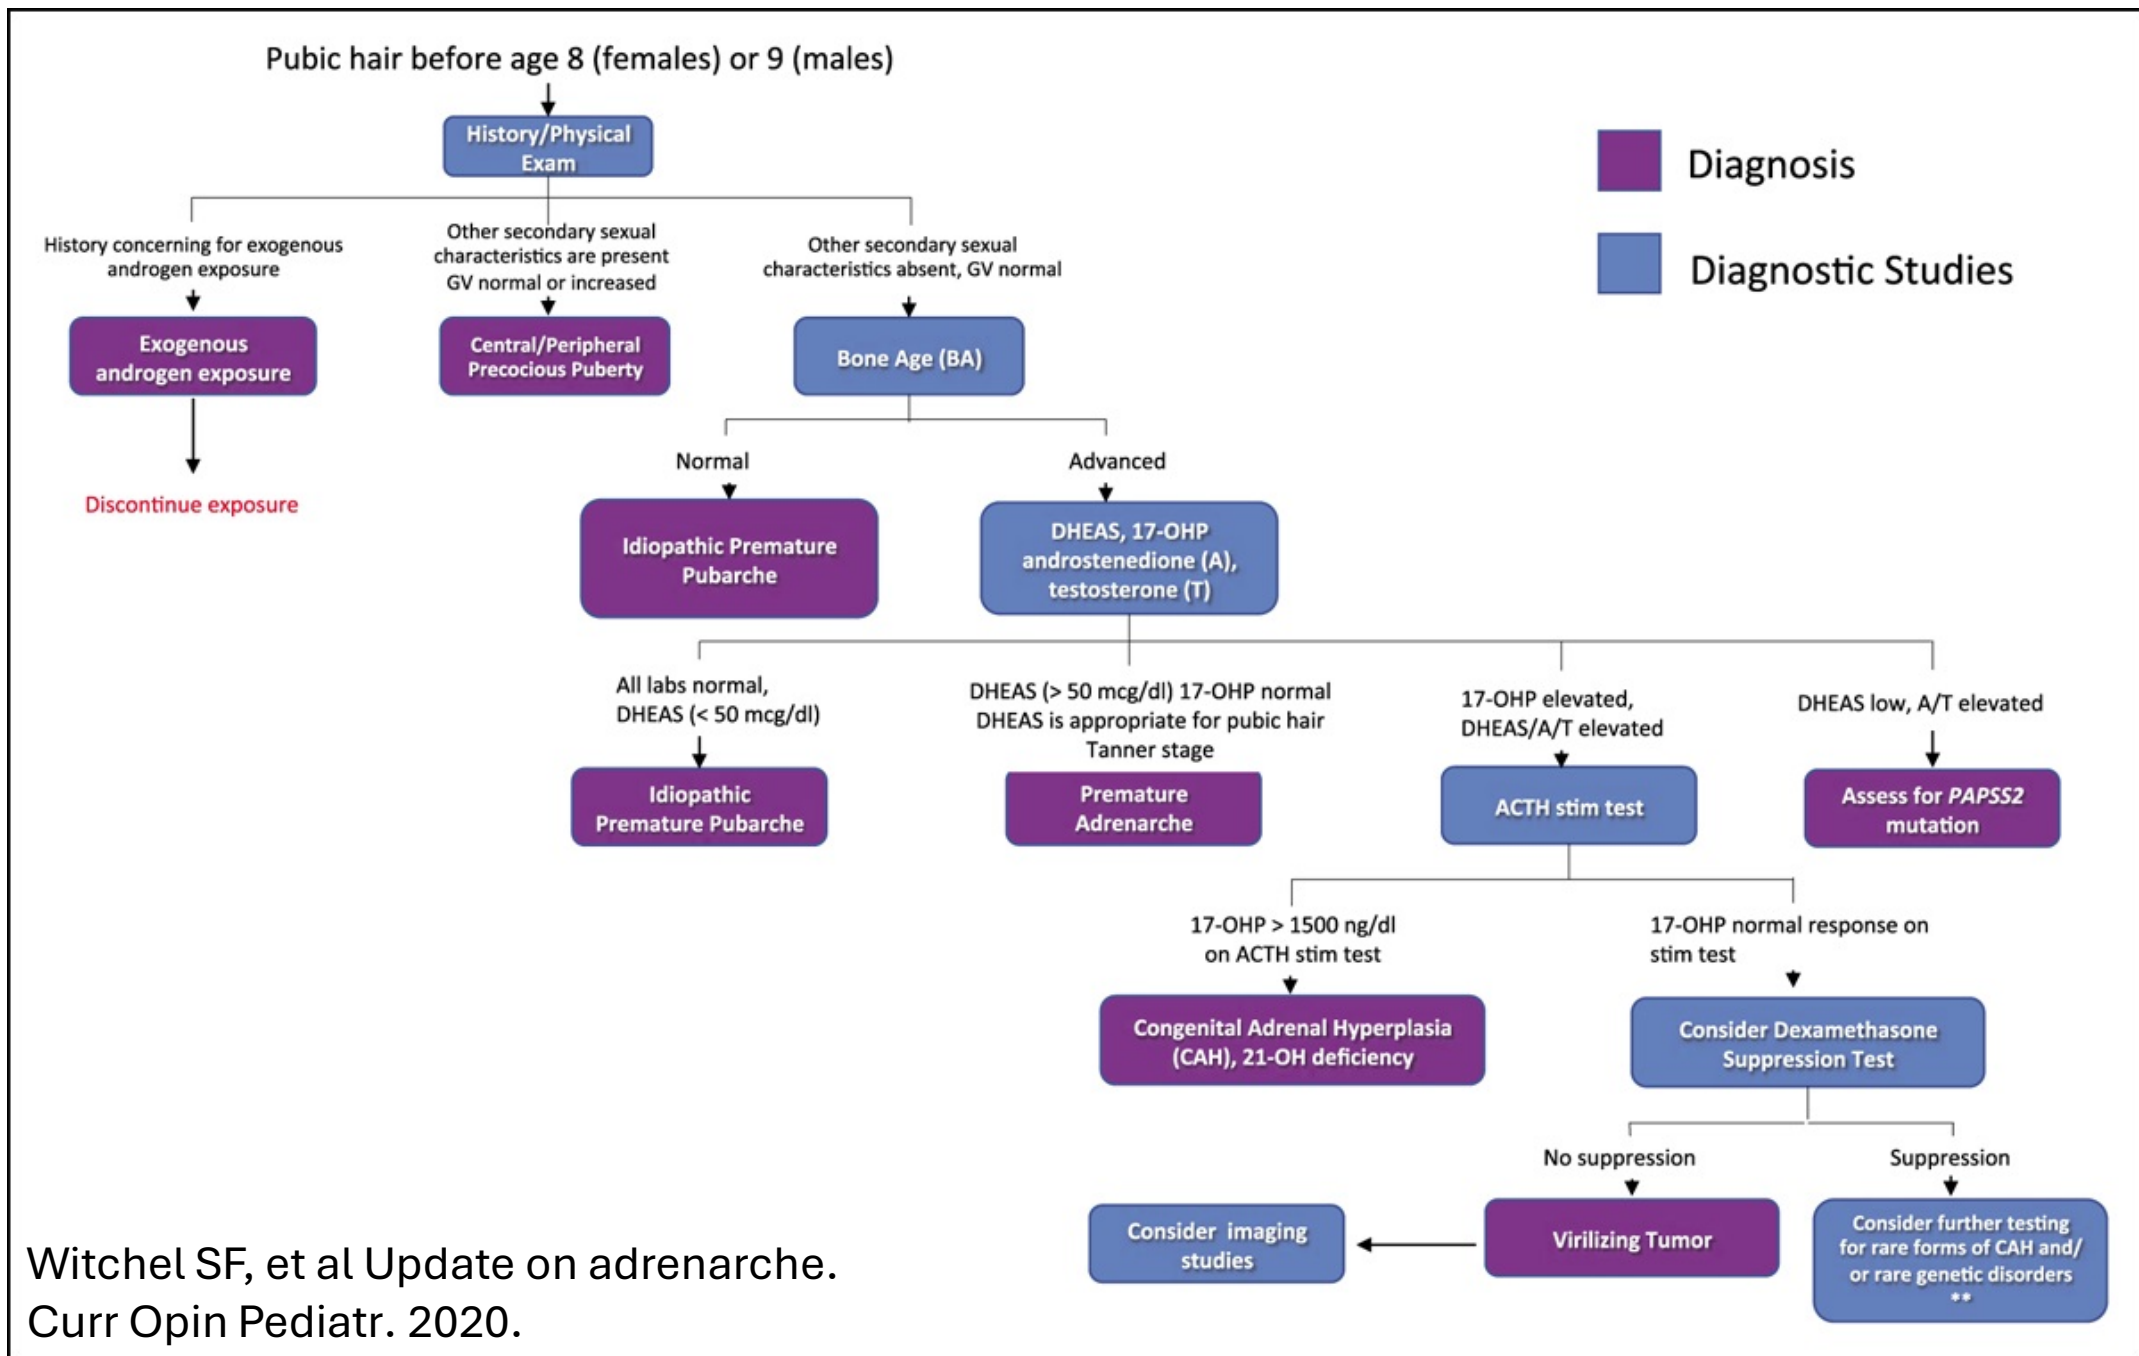 Pubic hair before age 8 (females) or 9 (males)
History/Physical
Exam
Diagnosis
Diagnostic Studies
History concerning for exogenous
androgen exposure
Other secondary sexual
characteristics are present
GV normal or increased
Other secondary sexual
characteristics absent, GV normal
Exogenous
androgen exposure
Central/Peripheral
Precocious Puberty
Bone Age (BA)
Discontinue exposure
Normal
Advanced
Idiopathic Premature
Pubarche
DHEAS, 17-OHP
androstenedione (A),
testosterone (T)
All labs normal,
DHEAS (< 50 mcg/dl)
DHEAS (> 50 mcg/dl) 17-OHP normal
DHEAS is appropriate for pubic hair
Tanner stage
17-OHP elevated,
DHEAS/A/T elevated
DHEAS low, A/T elevated
Idiopathic
Premature Pubarche
Premature
Adrenarche
ACTH stim test
Assess for PAPSS2
mutation
17-OHP > 1500 ng/dl
on ACTH stim test
17-OHP normal response on
stim test
Congenital Adrenal Hyperplasia
(CAH), 21-OH deficiency
Consider Dexamethasone
Suppression Test
No suppression
Suppression
Consider imaging
studies
Virilizing Tumor
Consider further testing
for rare forms of CAH and/
or rare genetic disorders
**
Witchel SF, et al Update on adrenarche.
Curr Opin Pediatr. 2020.